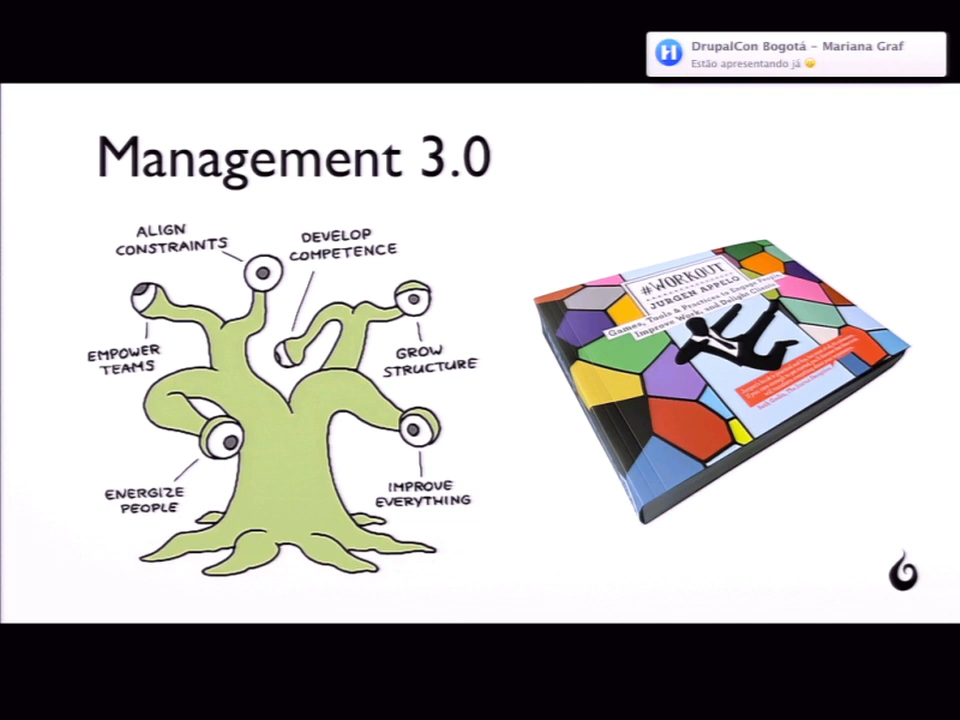 DrupalCon Bogotá – Mariana Graf
Estão apresentando já 😀
Management 3.0
ALIGN
CONSTRAINTS
DEVELOP
COMPETENCE
EMPOWER
TEAMS
GROW
STRUCTURE
ENERGIZE
PEOPLE
IMPROVE
EVERYTHING
#WORKOUT
JURGEN APPELO
Games, Tools & Practices to Engage People,
Improve Work, and Delight Clients